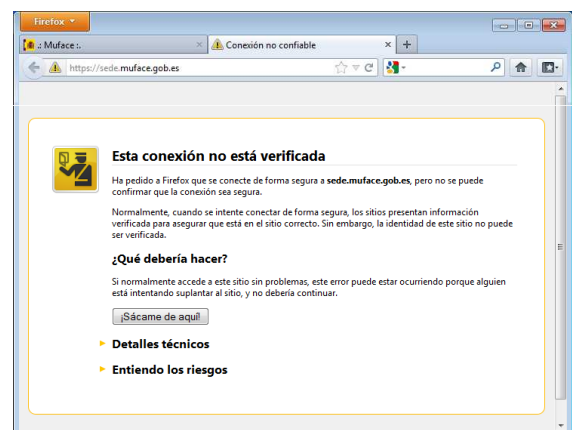 Firefox
.: Muface :.
Conexión no confiable
https://sede.muface.gob.es
Esta conexión no está verificada
Ha pedido a Firefox que se conecte de forma segura a sede.muface.gob.es, pero no se puede
confirmar que la conexión sea segura.
Normalmente, cuando se intente conectar de forma segura, los sitios presentan información
verificada para asegurar que está en el sitio correcto. Sin embargo, la identidad de este sitio no puede
ser verificada.
¿Qué debería hacer?
Si normalmente accede a este sitio sin problemas, este error puede estar ocurriendo porque alguien
está intentando suplantar al sitio, y no debería continuar.
¡Sácame de aquí!
Detalles técnicos
Entiendo los riesgos